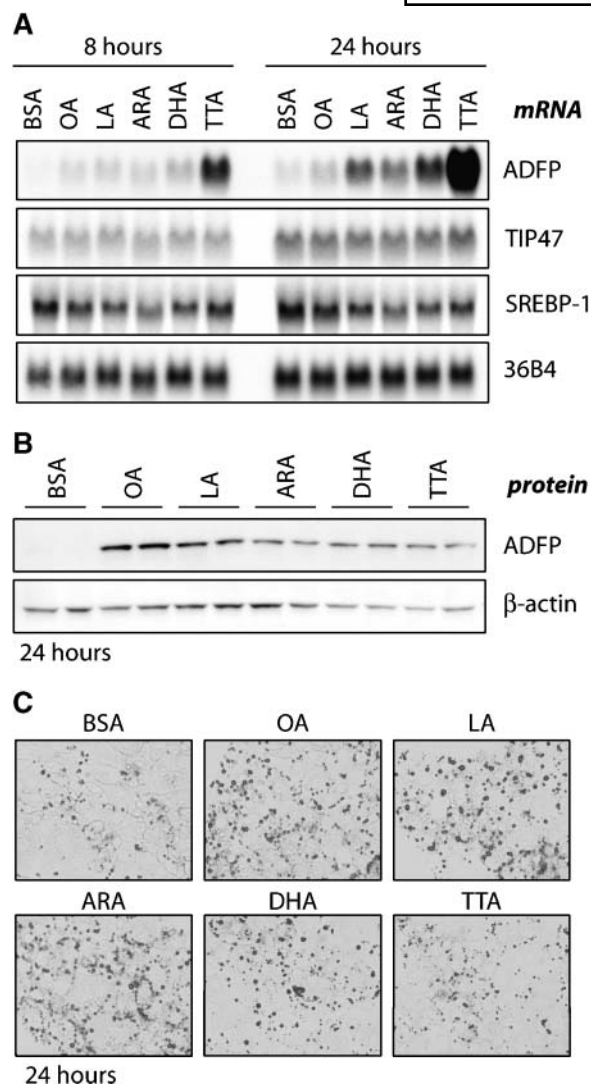 A
8 hours 24 hours
BSA OA LA ARA DHA TTA BSA OA LA ARA DHA TTA mRNA
ADFP
TIP47
SREBP-1
36B4
B
BSA OA LA ARA DHA TTA protein
ADFP
β-actin
24 hours
C
BSA OA LA
ARA DHA TTA
24 hours